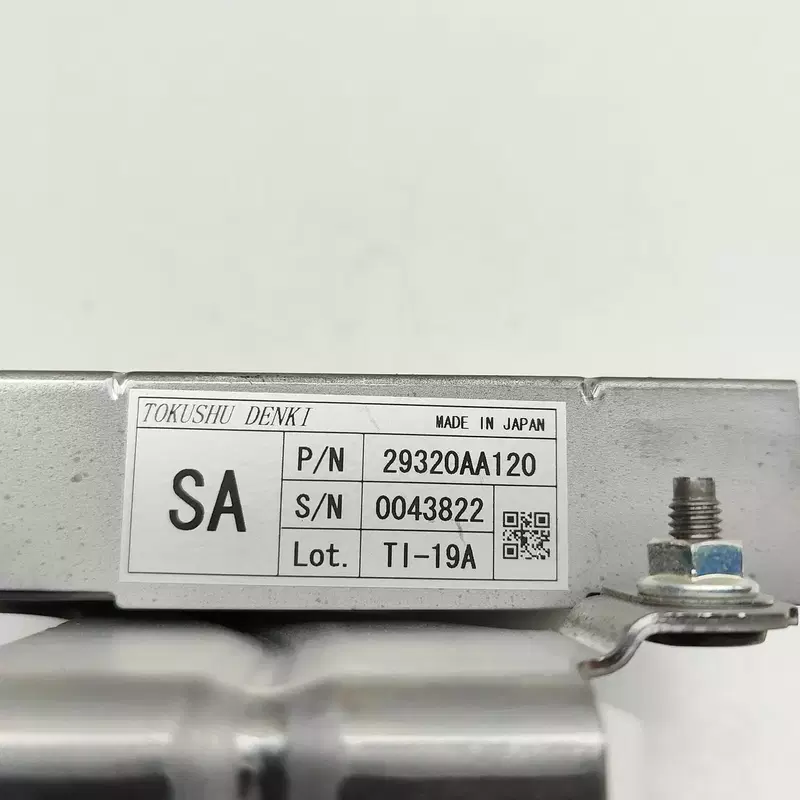 TOKUSHU DENKI MADE IN JAPAN
SA
P/N 29320AA120
S/N 0043822
Lot. TI-19A